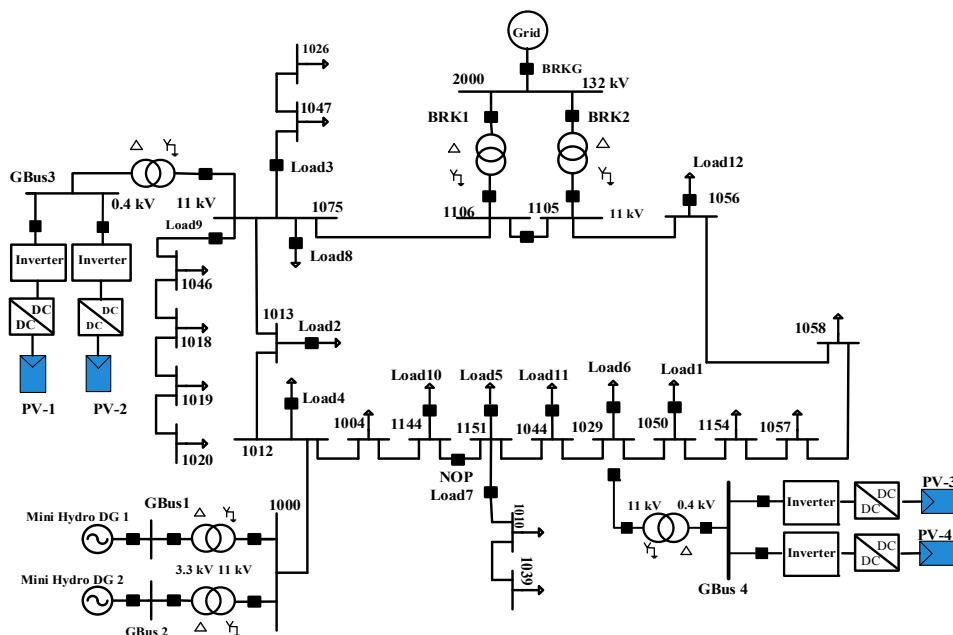 Grid
BRKG
2000
132 kV
BRK1
BRK2
1026
1047
Load3
Load12
1056
GBus3
0.4 kV
11 kV
1075
1106
1105
11 kV
Load9
Load8
Inverter
Inverter
DC
DC
DC
DC
PV-1
PV-2
1046
1018
1019
1020
1013
Load2
1058
Load4
Load10
Load5
Load11
Load6
Load1
1012
1004
1144
1151
1044
1029
1050
1154
1057
NOP
Load7
1010
1039
1000
GBus1
Mini Hydro DG 1
3.3 kV 11 kV
Mini Hydro DG 2
GBus 2
11 kV
0.4 kV
GBus 4
Inverter
DC
DC
PV-3
Inverter
DC
DC
PV-4